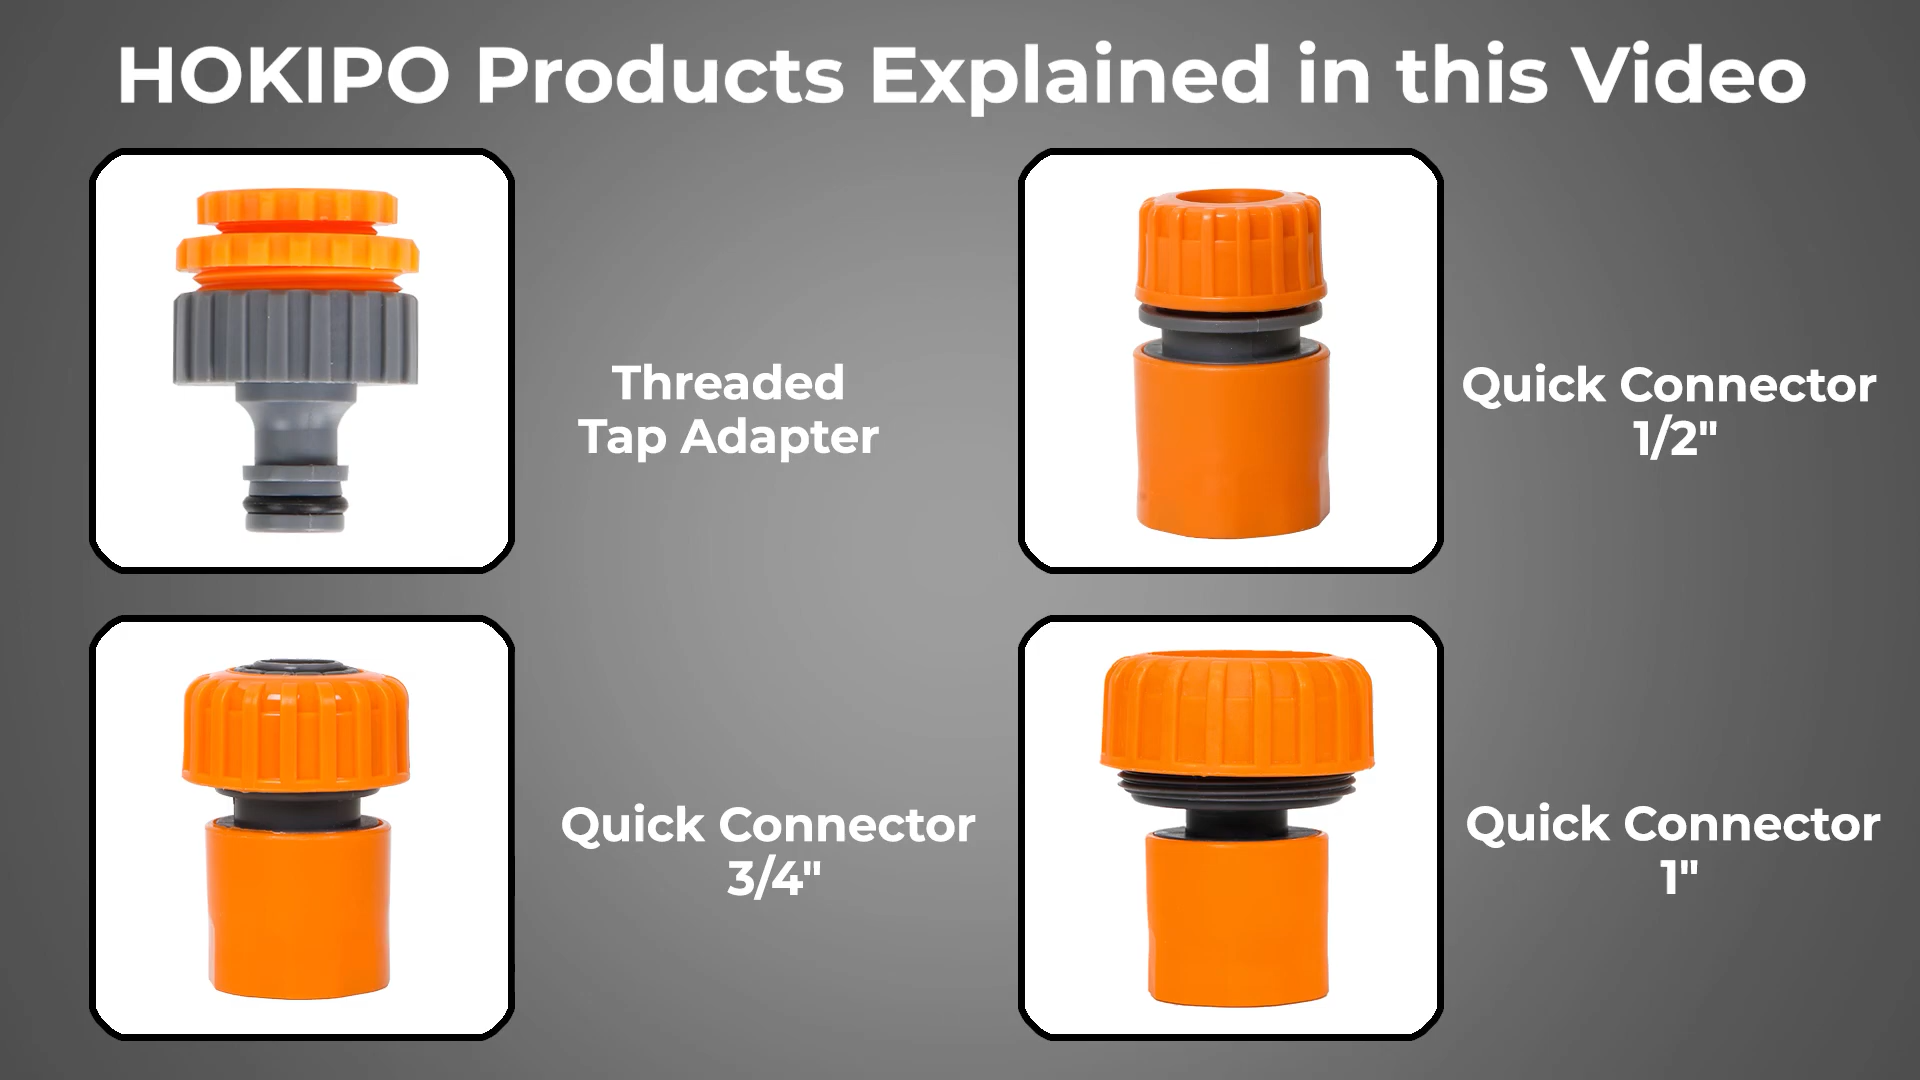 HOKIPO Products Explained in this Video
Threaded
Tap Adapter
Quick Connector
1/2"
Quick Connector
3/4"
Quick Connector
1"